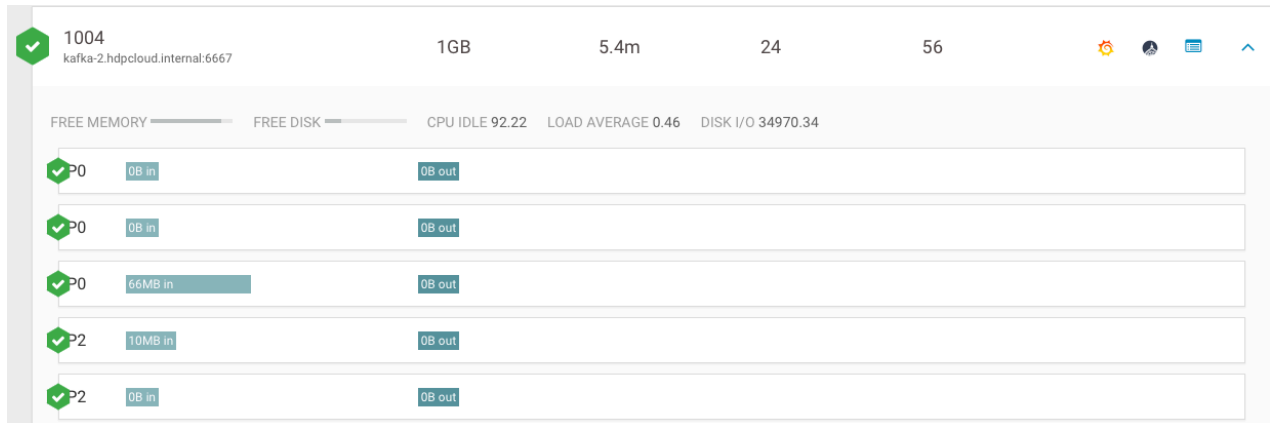 1004 1GB 5.4m 24 56
kafka-2.hdpcloud.internal:6667
FREE MEMORY FREE DISK CPU IDLE 92.22 LOAD AVERAGE 0.46 DISK I/O 34970.34
P0 0B in 0B out
P0 0B in 0B out
P0 66MB in 0B out
P2 10MB in 0B out
P2 0B in 0B out